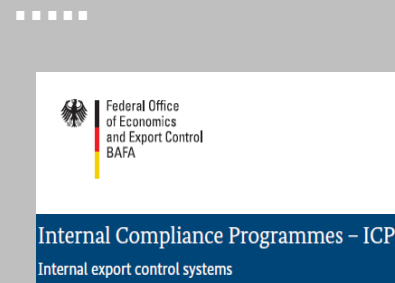 Federal Office
of Economics
and Export Control
BAFA
Internal Compliance Programmes – ICP
Internal export control systems